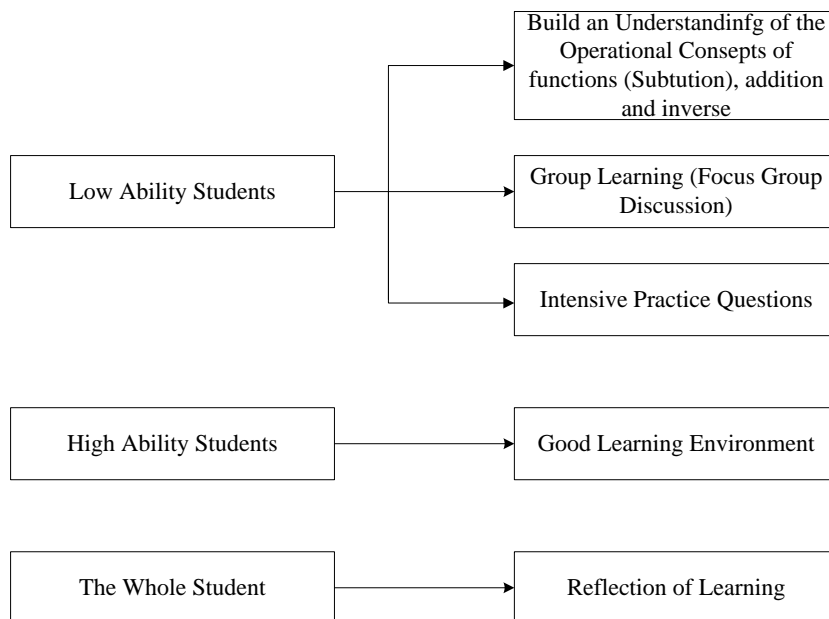 Build an Understandinfg of the
Operational Consepts of
functions (Subtution), addition
and inverse
Low Ability Students
Group Learning (Focus Group
Discussion)
Intensive Practice Questions
High Ability Students
Good Learning Environment
The Whole Student
Reflection of Learning